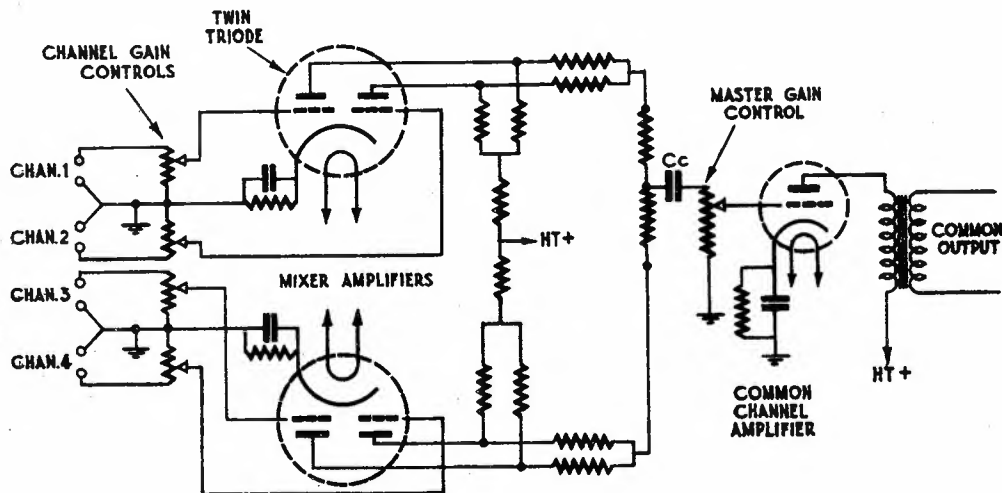 TWIN
TRIODE
CHANNEL GAIN
CONTROLS
MASTER GAIN
CONTROL
CHAN.1
CHAN.2
CHAN.3
CHAN.4
MIXER AMPLIFIERS
HT+
Cc
COMMON
OUTPUT
HT+
COMMON
CHANNEL
AMPLIFIER